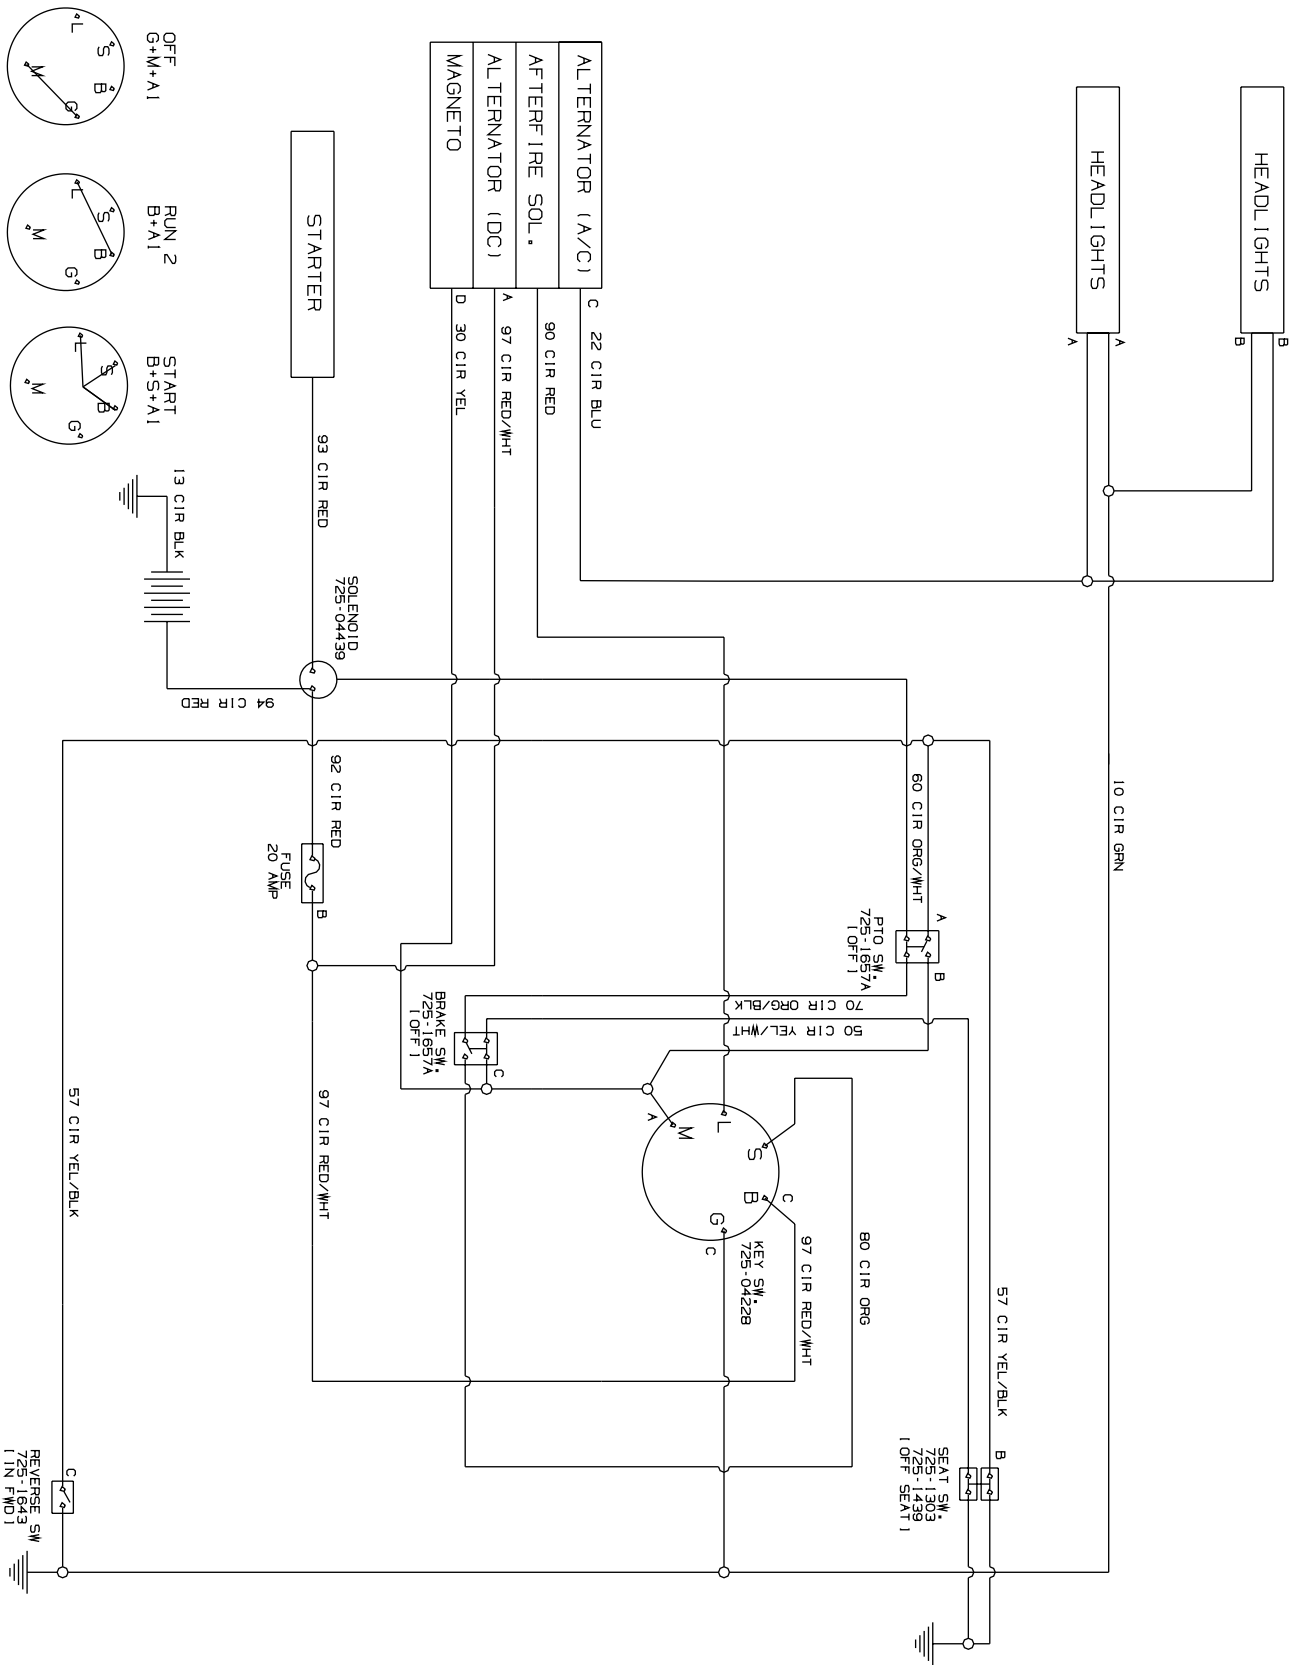 HEADLIGHTS
B
B
HEADLIGHTS
A
A
10 CIR GRN
ALTERNATOR (A/C)
C
22 CIR BLU
AFTERFIRE SOL.
90 CIR RED
ALTERNATOR (DC)
A
97 CIR RED/WHT
MAGNETO
D
30 CIR YEL
STARTER
93 CIR RED
SOLENOID
725-04439
94 CIR RED
13 CIR BLK
92 CIR RED
FUSE
20 AMP
B
97 CIR RED/WHT
60 CIR ORG/WHT
A
B
PTO SW.
725-1657A
[OFF]
70 CIR ORG/BLK
50 CIR YEL/WHT
BRAKE SW.
725-1657A
[OFF]
C
A
M
L
S
B
C
G
C
KEY SW.
725-04228
97 CIR RED/WHT
80 CIR ORG
57 CIR YEL/BLK
B
SEAT SW.
725-1303
725-1439
[OFF SEAT]
57 CIR YEL/BLK
C
REVERSE SW
725-1643
[IN FWD]
OFF
G+M+A1
L
S
B
M
G
RUN 2
B+A1
L
S
B
M
G
START
B+S+A1
L
S
B
M
G